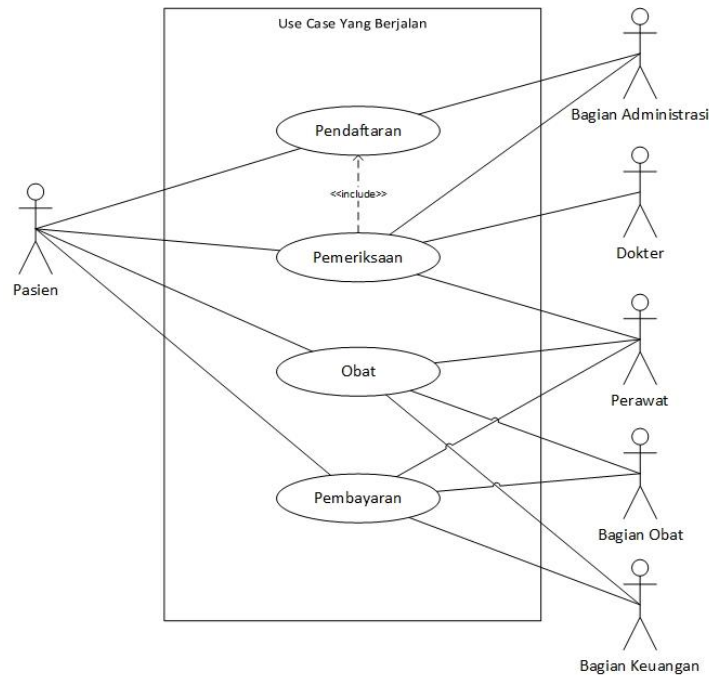 Use Case Yang Berjalan
Pendaftaran
Bagian Administrasi
<<include>>
Dokter
Pemeriksaan
Pasien
Obat
Perawat
Pembayaran
Bagian Obat
Bagian Keuangan